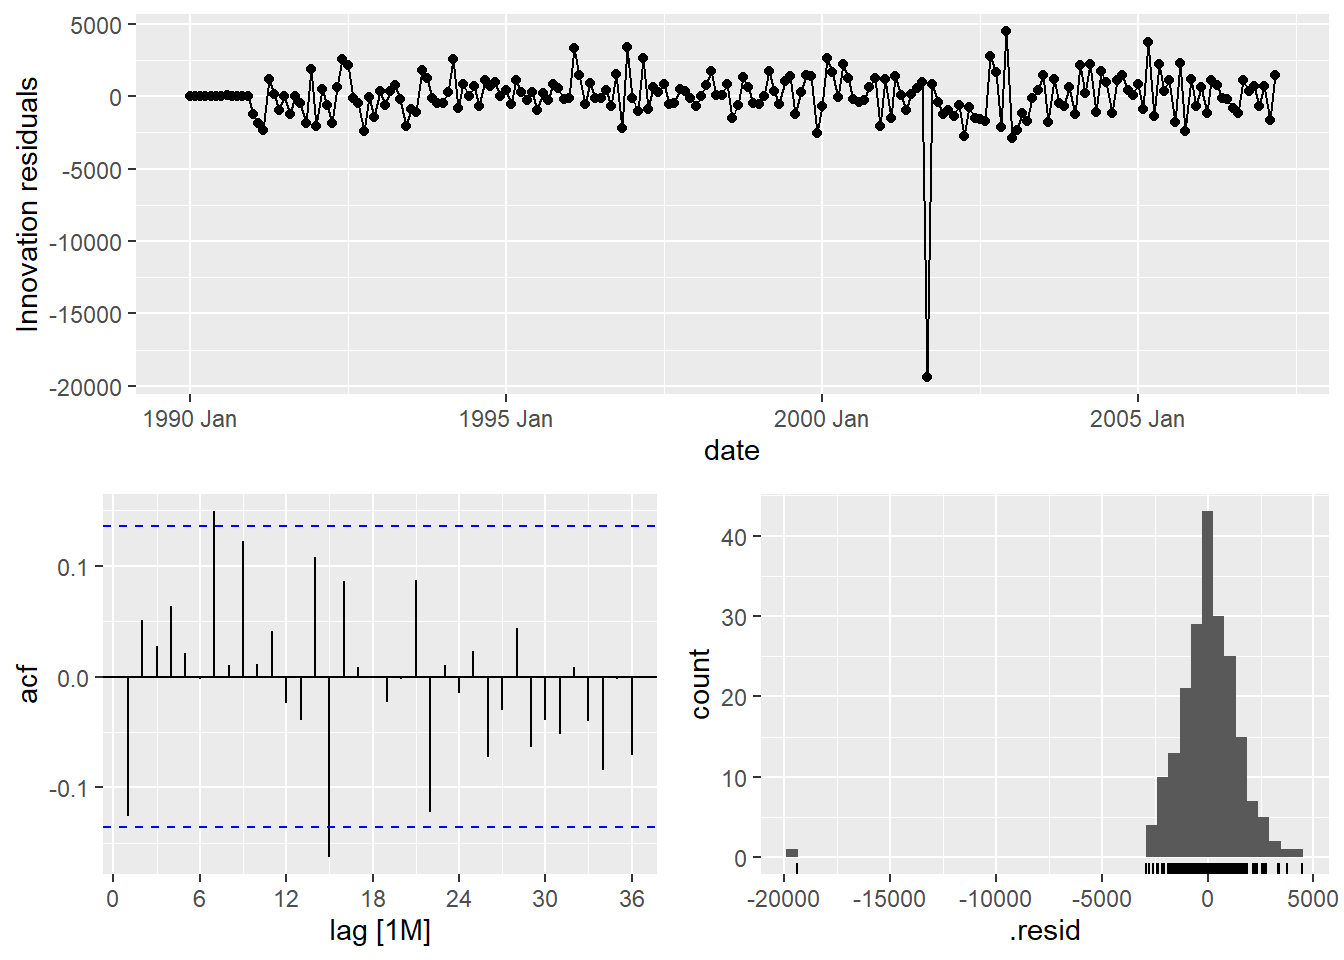 5000
0
-5000
-10000
-15000
-20000
Innovation residuals
1990 Jan 1995 Jan 2000 Jan 2005 Jan
date
0.1
0.0
-0.1
acf
0 6 12 18 24 30 36
lag [1M]
40
30
20
10
0
count
-20000 -15000 -10000 -5000 0 5000
.resid